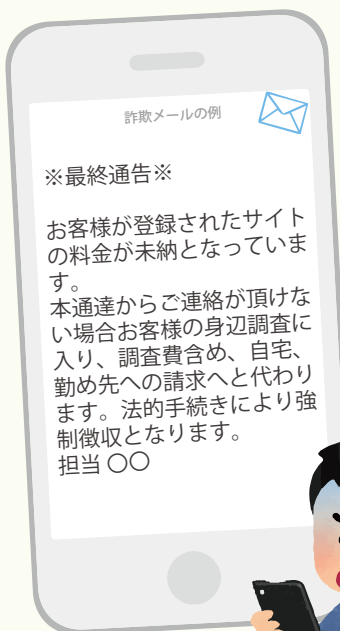 詐欺メールの例
※最終通告※
お客様が登録されたサイト
の料金が未納となっていま
す。
本通達からご連絡が頂けな
い場合お客様の身辺調査に
入り、調査費含め、自宅、
勤め先への請求へと代わり
ます。法的手続きにより強
制徴収となります。
担当 〇〇